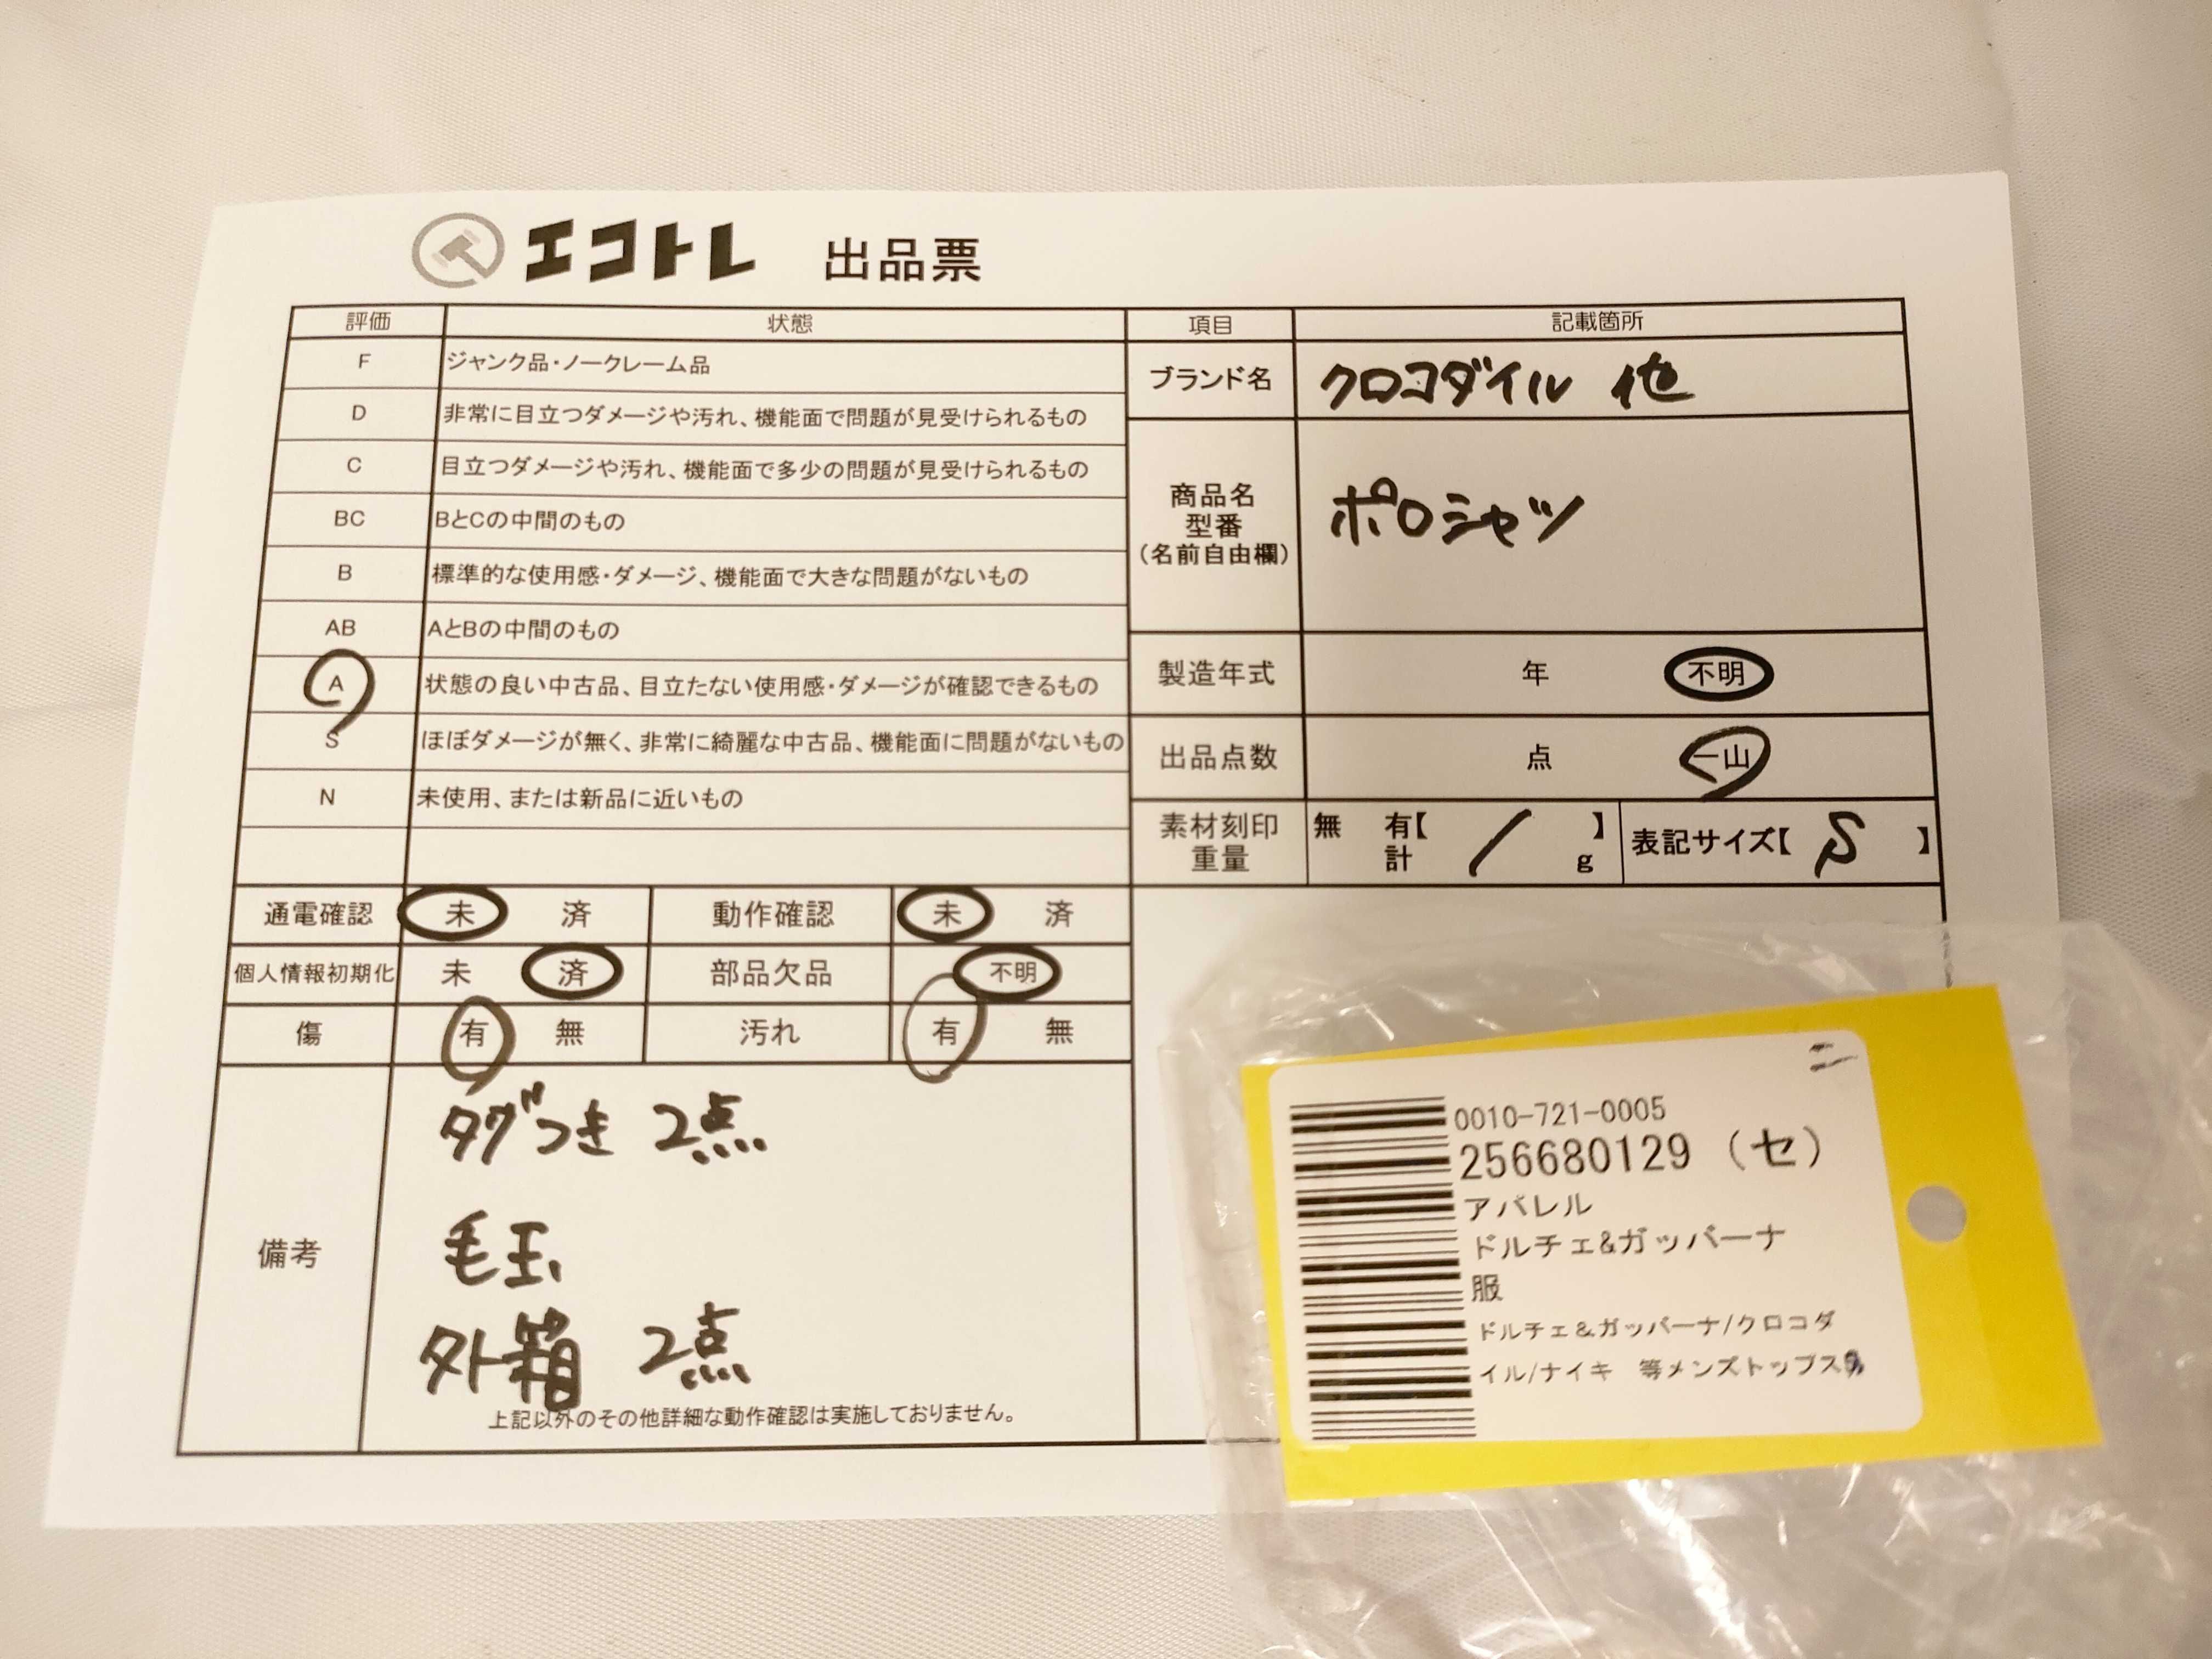 エコトレ 出品票
評価 状態
F ジャンク品・ノークレーム品
D 非常に目立つダメージや汚れ、機能面で問題が見受けられるもの
C 目立つダメージや汚れ、機能面で多少の問題が見受けられるもの
BC BとCの中間のもの
B 標準的な使用感・ダメージ、機能面で大きな問題がないもの
AB AとBの中間のもの
A 状態の良い中古品、目立たない使用感・ダメージが確認できるもの
S ほぼダメージが無く、非常に綺麗な中古品、機能面に問題がないもの
N 未使用、または新品に近いもの
項目 記載箇所
ブランド名 クロコダイル 他
商品名
型番
(名前自由欄)
ポロシャツ
製造年式 年 不明
出品点数 点 一山
素材刻印 無 有【 / 】
重量 計 g
表記サイズ【 S 】
通電確認 未 済 動作確認 未 済
個人情報初期化 未 済 部品欠品 不明
傷 有 無 汚れ 有 無
備考
タグつき 2点
毛玉
外箱 2点
上記以外のその他詳細な動作確認は実施しておりません。
0010-721-0005
256680129 (セ)
アパレル
ドルチェ&ガッバーナ
服
ドルチェ&ガッバーナ/クロコダ
イル/ナイキ 等メンズトップス